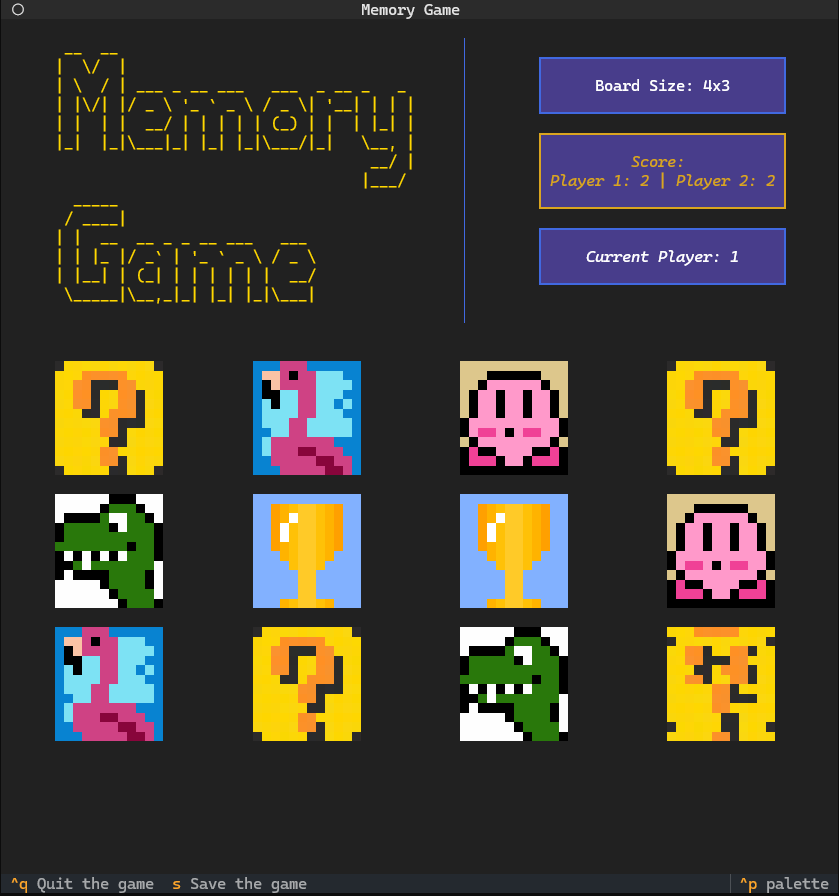 Memory Game
Memory
Game
Board Size: 4x3
Score:
Player 1: 2 | Player 2: 2
Current Player: 1
^q Quit the game s Save the game ^p palette